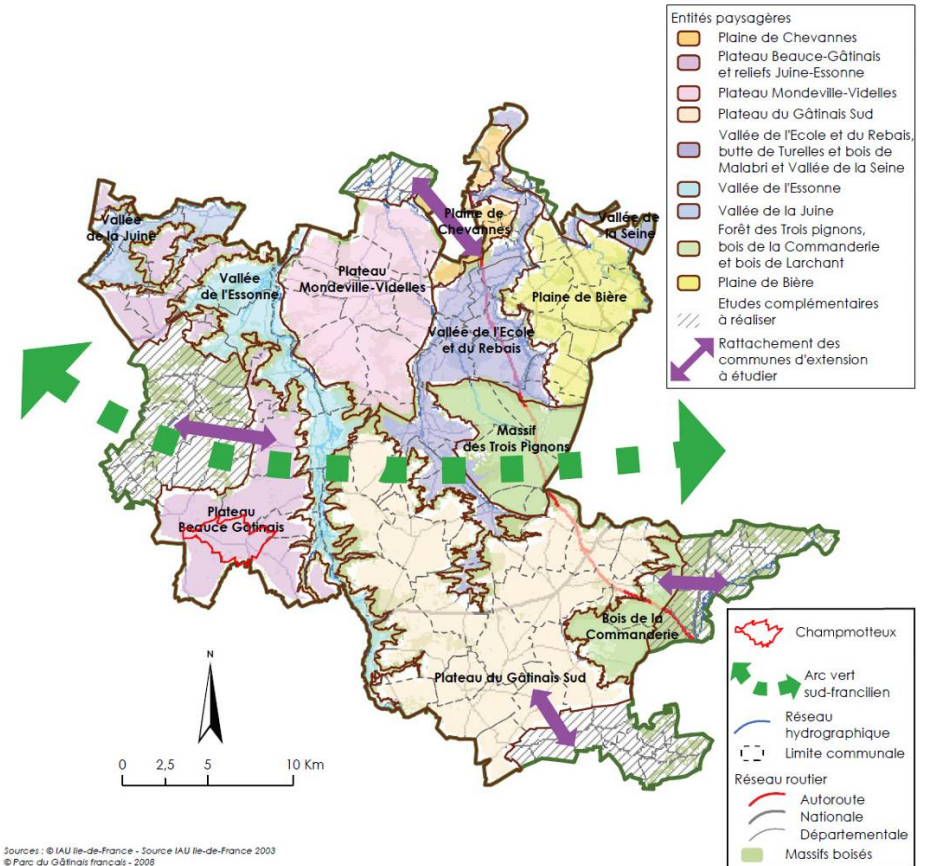 Entités paysagères
Plaine de Chevannes
Plateau Beauce-Gâtinais
et reliefs Juine-Essonne
Plateau Mondeville-Videlles
Plateau du Gâtinais Sud
Vallée de l'Ecole et du Rebais,
butte de Turelles et bois de
Malabri et Vallée de la Seine
Vallée de l'Essonne
Vallée de la Juine
Forêt des Trois pignons,
bois de la Commanderie
et bois de Larchant
Plaine de Bière
Etudes complémentaires
à réaliser
Rattachement des
communes d'extension
à étudier
Vallée
de la Juine
Plaine de
Chevannes
Vallée de
la Seine
Vallée
de l'Essonne
Plateau
Mondeville-Videlles
Plaine de Bière
Vallée de l'Ecole
et du Rebais
Massif
des Trois Pignons
Plateau
Beauce Gâtinais
Bois de la
Commanderie
Plateau du Gâtinais Sud
N
0 2,5 5 10 Km
Champmotteux
Arc vert
sud-francilien
Réseau
hydrographique
Limite communale
Réseau routier
Autoroute
Nationale
Départementale
Massifs boisés
Sources : © IAU Ile-de-France - Source IAU Ile-de-France 2003
© Parc du Gâtinais français - 2008